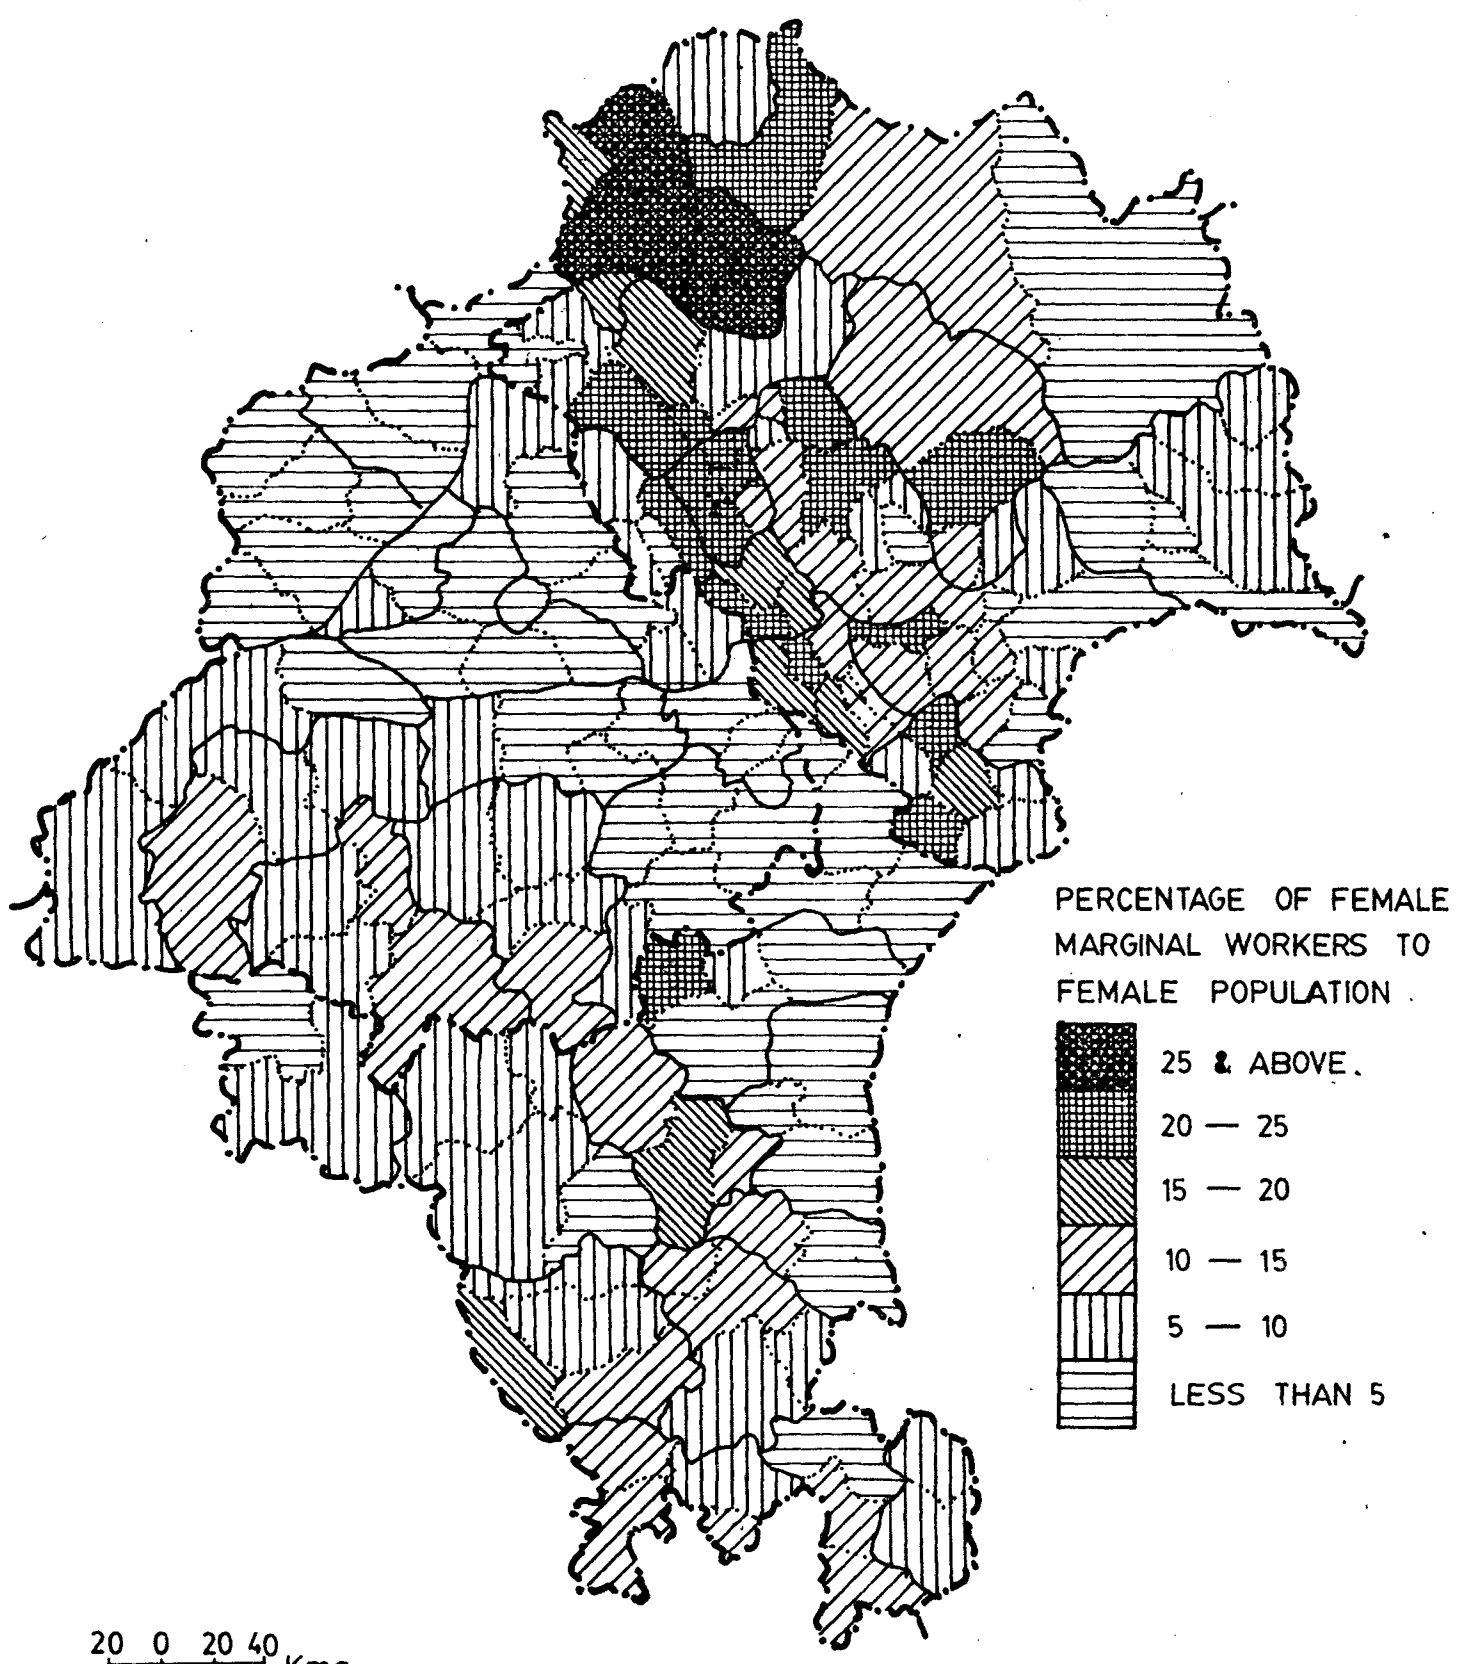 PERCENTAGE OF FEMALE
MARGINAL WORKERS TO
FEMALE POPULATION.
25 & ABOVE.
20 — 25
15 — 20
10 — 15
5 — 10
LESS THAN 5
20 0 20 40